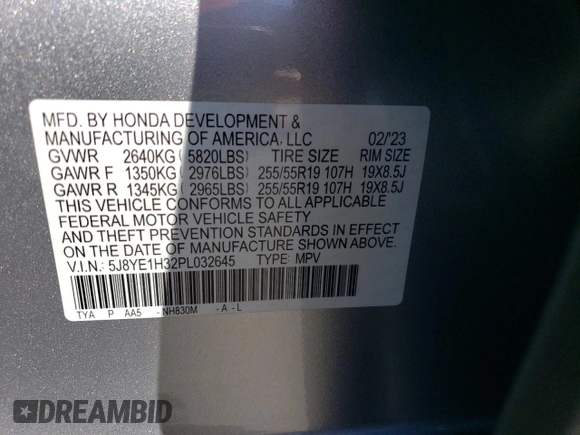 MFD. BY HONDA DEVELOPMENT &
MANUFACTURING OF AMERICA, LLC 02/'23
GVWR 2640KG ( 5820LBS) TIRE SIZE RIM SIZE
GAWR F 1350KG ( 2976LBS) 255/55R19 107H 19X8.5J
GAWR R 1345KG ( 2965LBS) 255/55R19 107H 19X8.5J
THIS VEHICLE CONFORMS TO ALL APPLICABLE
FEDERAL MOTOR VEHICLE SAFETY
AND THEFT PREVENTION STANDARDS IN EFFECT
ON THE DATE OF MANUFACTURE SHOWN ABOVE.
V.I.N.: 5J8YE1H32PL032645 TYPE: MPV
TYA P AA5 -NH830M -A-L
DREAMBID